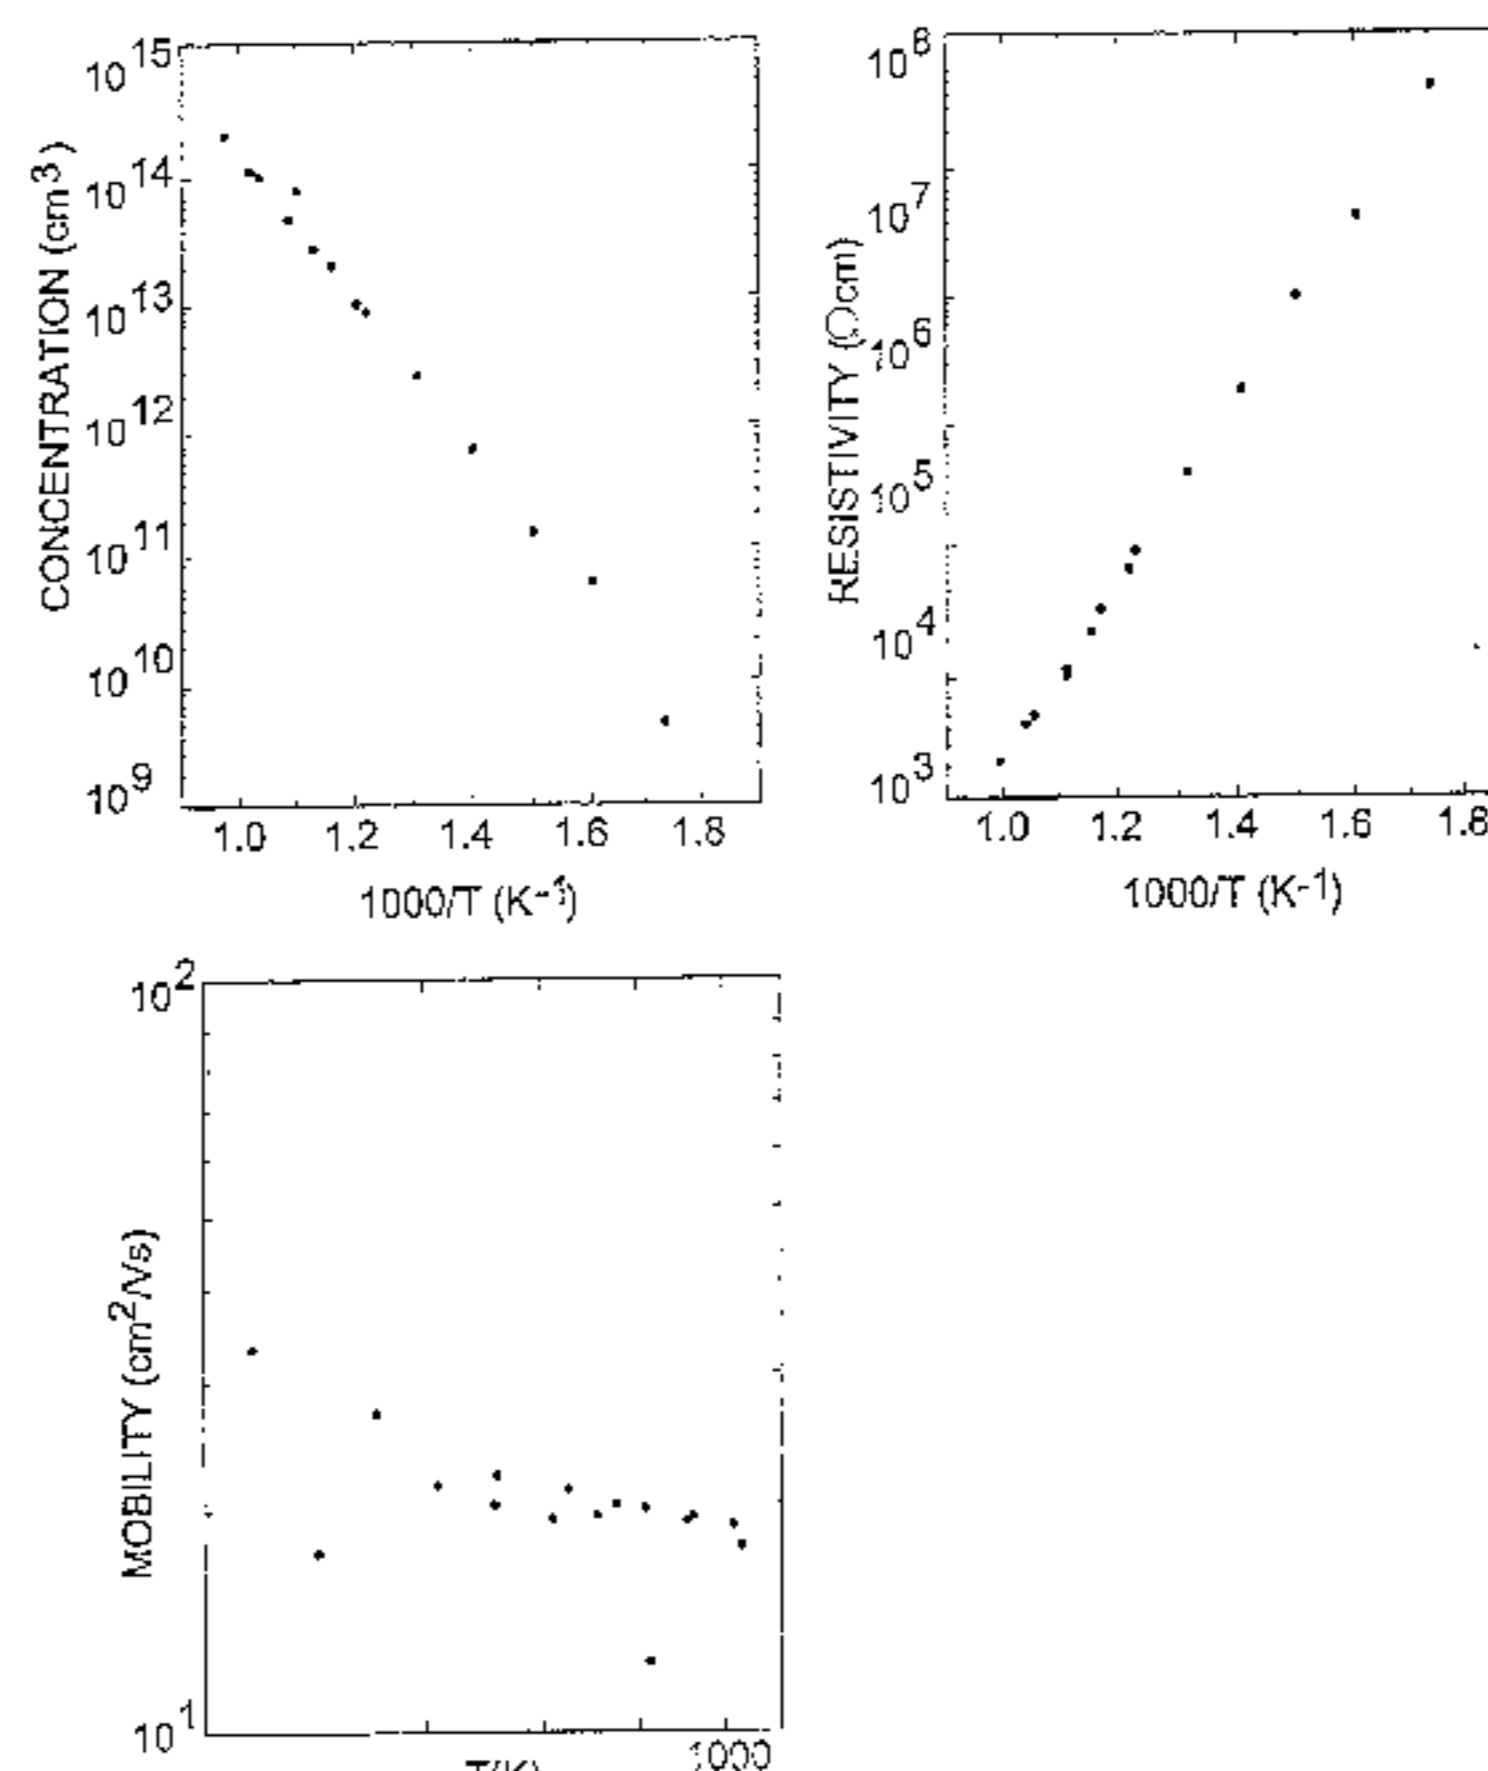 10^15
10^14
10^13
10^12
10^11
10^10
10^9
CONCENTRATION (cm^3)
1.0 1.2 1.4 1.6 1.8
1000/T (K^-1)
10^8
10^7
10^6
10^5
10^4
10^3
RESISTIVITY (Ωcm)
1.0 1.2 1.4 1.6 1.8
1000/T (K^-1)
10^2
10^1
MOBILITY (cm^2/Vs)
1000
T(K)